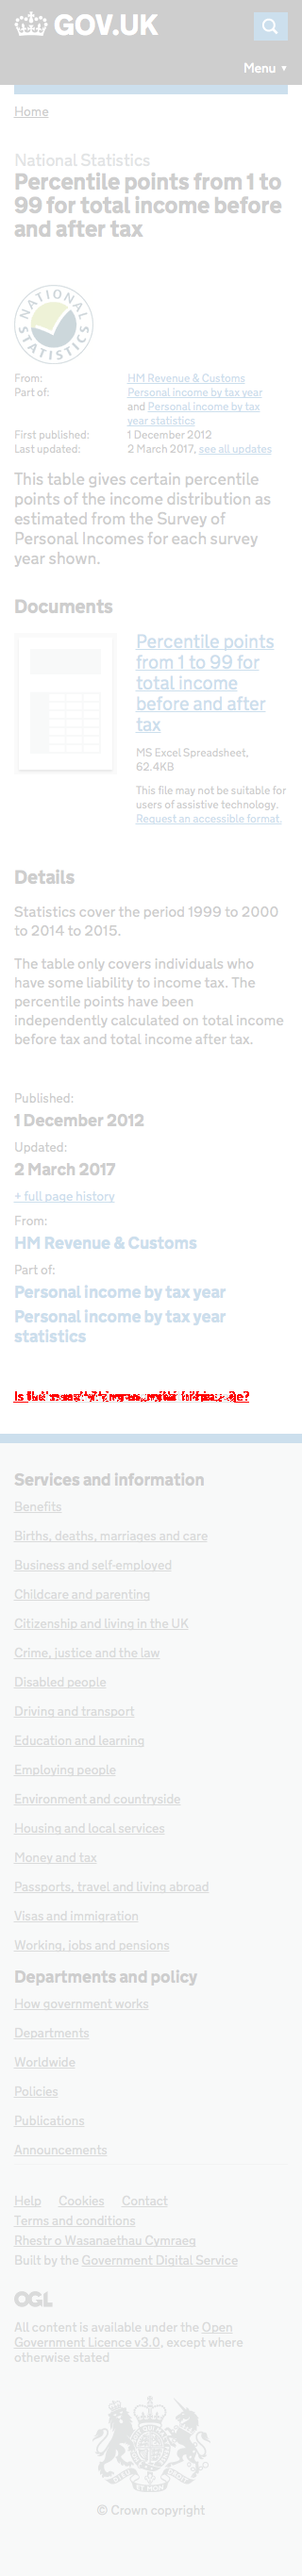 GOV.UK
Menu ▼
Home
National Statistics
Percentile points from 1 to
99 for total income before
and after tax
NATIONAL STATISTICS
From: HM Revenue & Customs
Part of: Personal income by tax year
and Personal income by tax
year statistics
First published: 1 December 2012
Last updated: 2 March 2017, see all updates
This table gives certain percentile
points of the income distribution as
estimated from the Survey of
Personal Incomes for each survey
year shown.
Documents
Percentile points
from 1 to 99 for
total income
before and after
tax
MS Excel Spreadsheet,
62.4KB
This file may not be suitable for
users of assistive technology.
Request an accessible format.
Details
Statistics cover the period 1999 to 2000
to 2014 to 2015.
The table only covers individuals who
have some liability to income tax. The
percentile points have been
independently calculated on total income
before tax and total income after tax.
Published:
1 December 2012
Updated:
2 March 2017
+ full page history
From:
HM Revenue & Customs
Part of:
Personal income by tax year
Personal income by tax year
statistics
Services and information
Benefits
Births, deaths, marriages and care
Business and self-employed
Childcare and parenting
Citizenship and living in the UK
Crime, justice and the law
Disabled people
Driving and transport
Education and learning
Employing people
Environment and countryside
Housing and local services
Money and tax
Passports, travel and living abroad
Visas and immigration
Working, jobs and pensions
Departments and policy
How government works
Departments
Worldwide
Policies
Publications
Announcements
Help Cookies Contact
Terms and conditions
Rhestr o Wasanaethau Cymraeg
Built by the Government Digital Service
OGL
All content is available under the Open
Government Licence v3.0, except where
otherwise stated
© Crown copyright